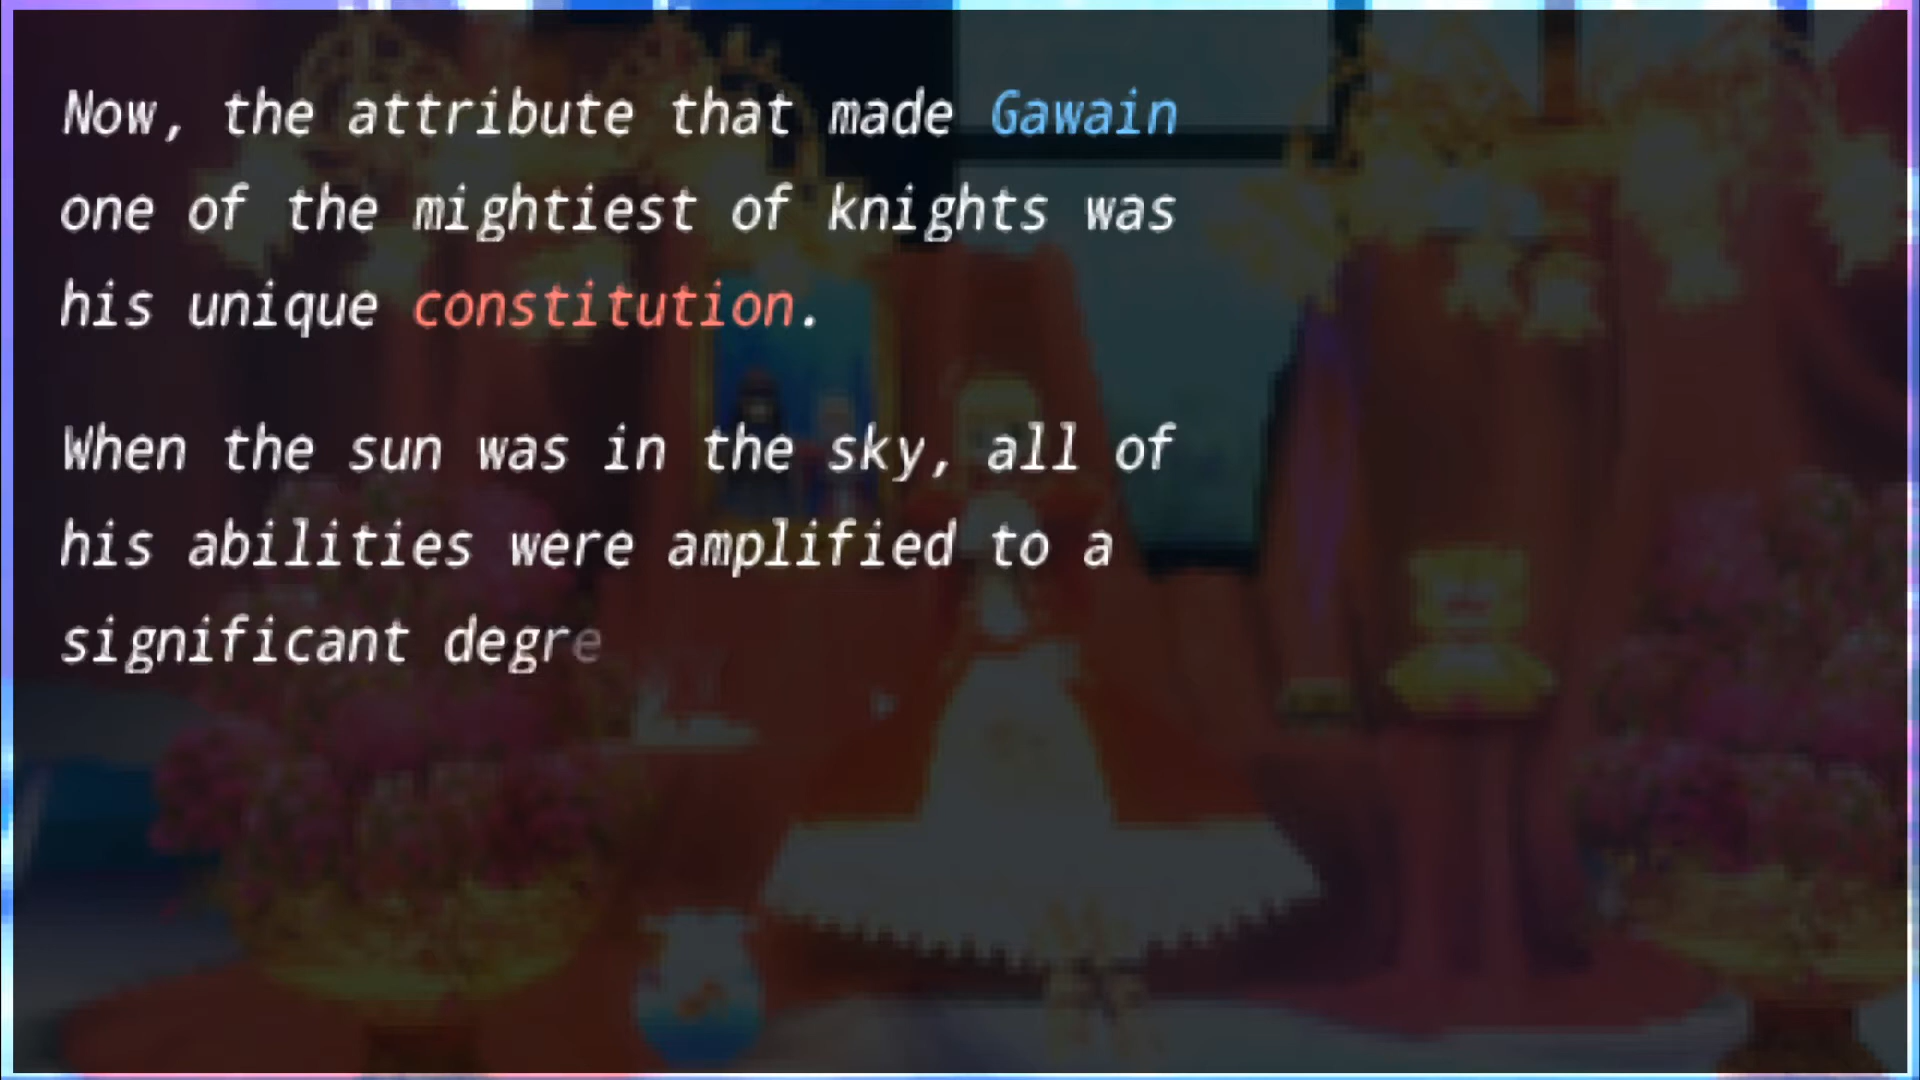 Now, the attribute that made Gawain
one of the mightiest of knights was
his unique constitution.
When the sun was in the sky, all of
his abilities were amplified to a
significant degre